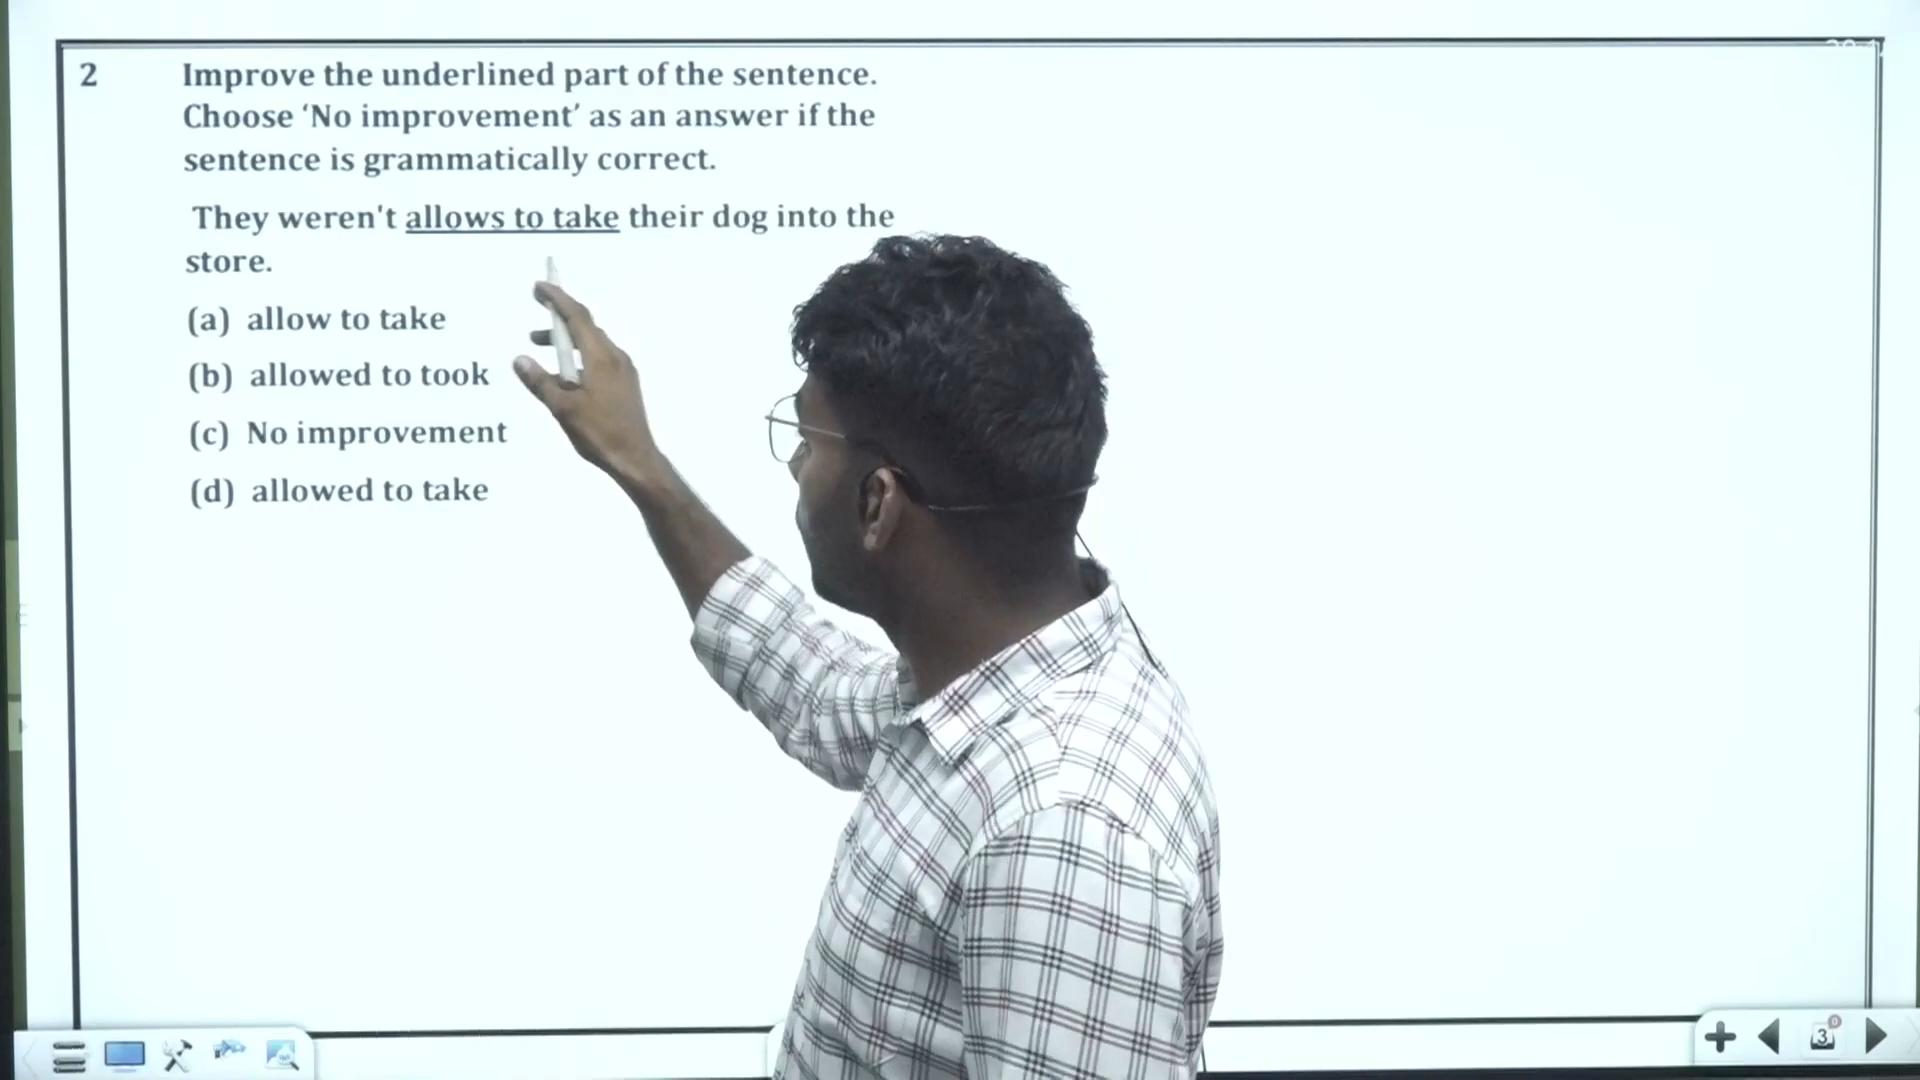 2 Improve the underlined part of the sentence.
Choose ‘No improvement’ as an answer if the
sentence is grammatically correct.
They weren't allows to take their dog into the
store.
(a) allow to take
(b) allowed to took
(c) No improvement
(d) allowed to take
3